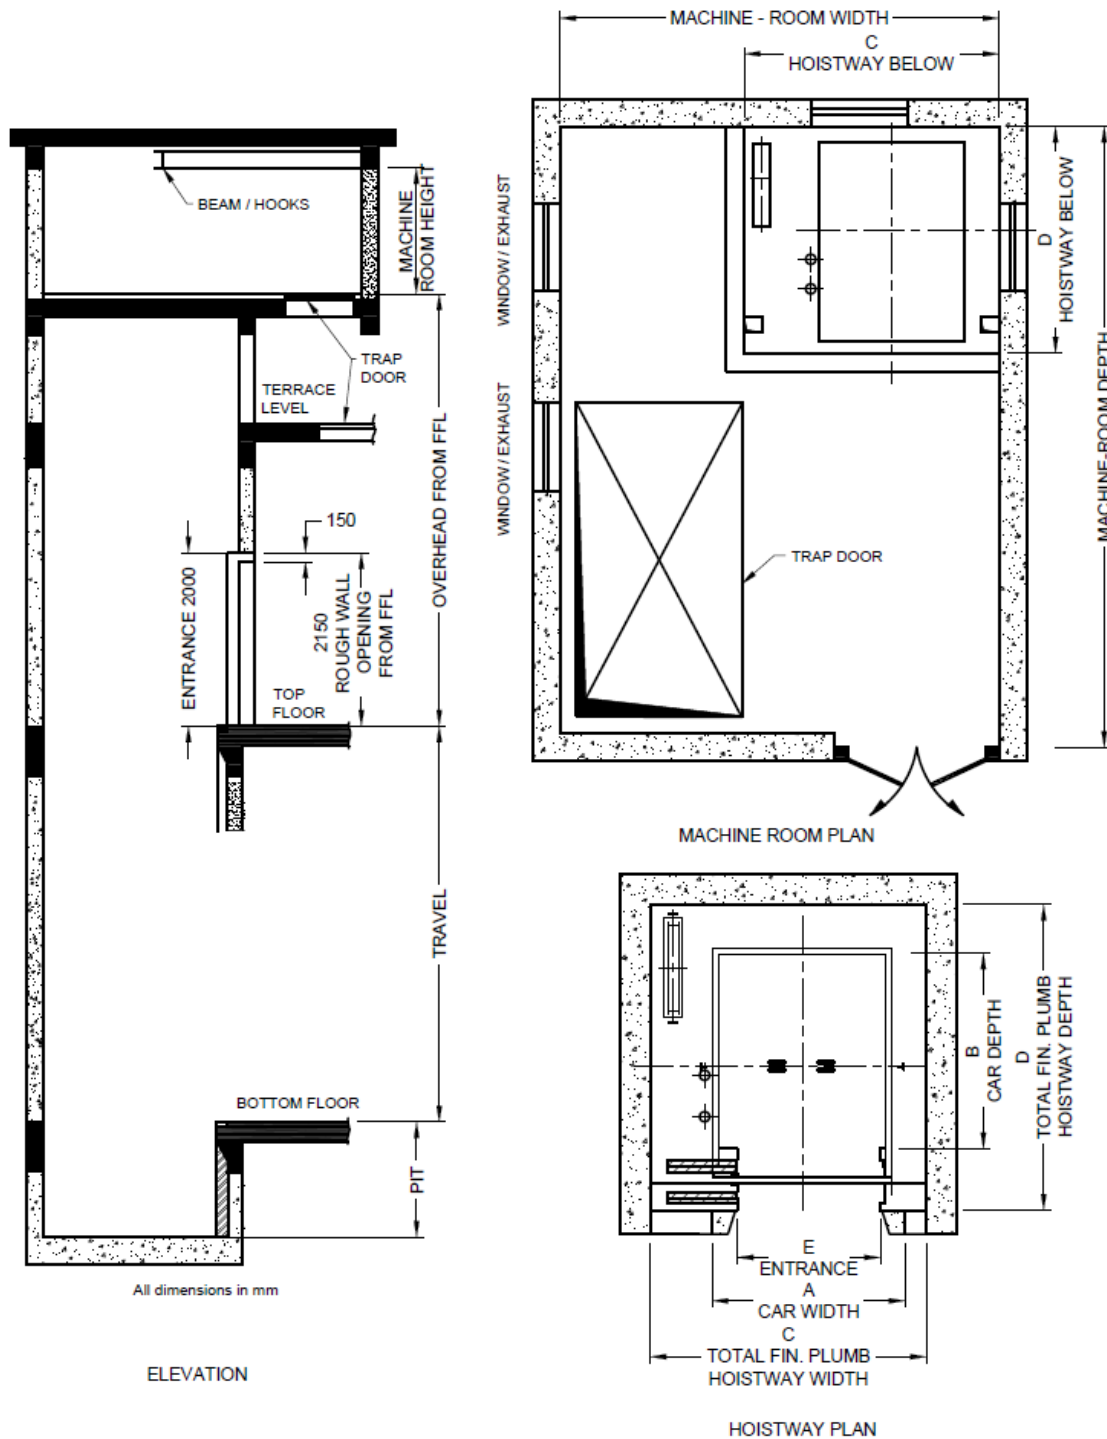 MACHINE - ROOM WIDTH
C
HOISTWAY BELOW
BEAM / HOOKS
MACHINE
ROOM HEIGHT
WINDOW / EXHAUST
D
HOISTWAY BELOW
TRAP
DOOR
TERRACE
LEVEL
OVERHEAD FROM FFL
WINDOW / EXHAUST
MACHINE-ROOM DEPTH
150
ENTRANCE 2000
2150
ROUGH WALL
OPENING
FROM FFL
TRAP DOOR
TOP
FLOOR
MACHINE ROOM PLAN
TRAVEL
B
CAR DEPTH
D
TOTAL FIN. PLUMB
HOISTWAY DEPTH
BOTTOM FLOOR
PIT
E
ENTRANCE
A
CAR WIDTH
C
TOTAL FIN. PLUMB
HOISTWAY WIDTH
All dimensions in mm
ELEVATION
HOISTWAY PLAN